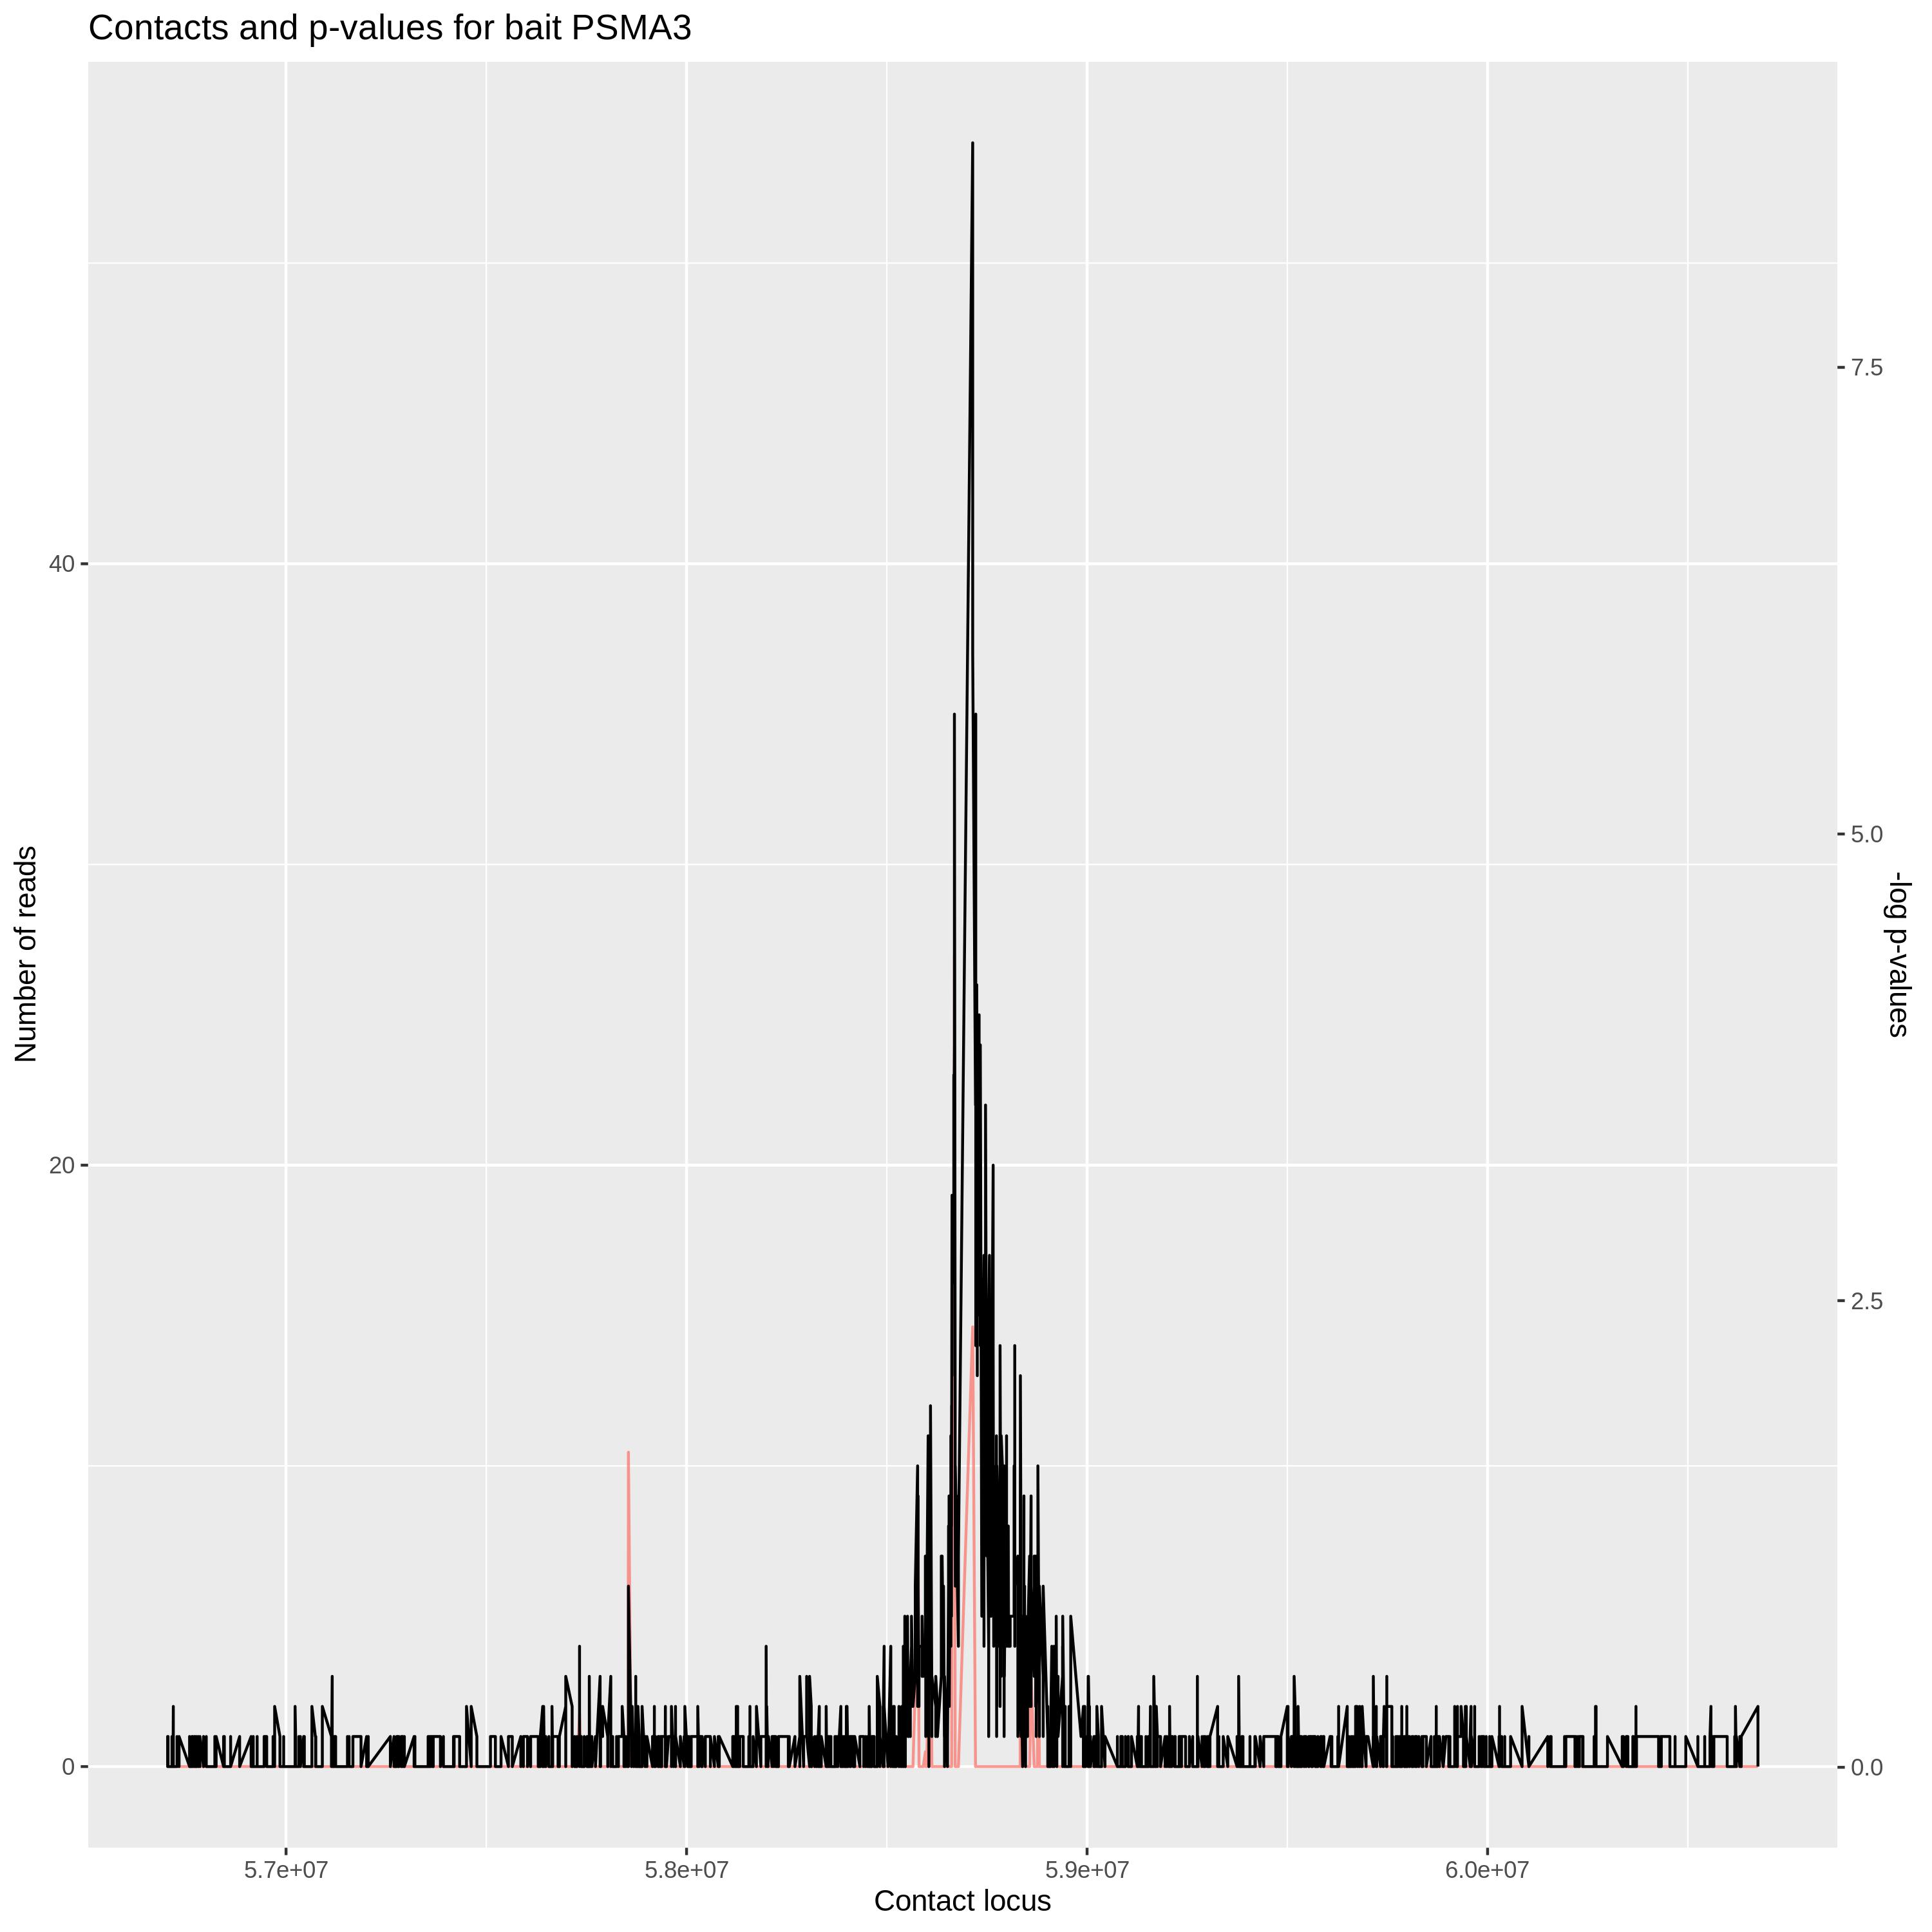 Contacts and p-values for bait PSMA3
Number of reads
40
20
0
7.5
5.0
2.5
0.0
-log p-values
5.7e+07
5.8e+07
5.9e+07
6.0e+07
Contact locus